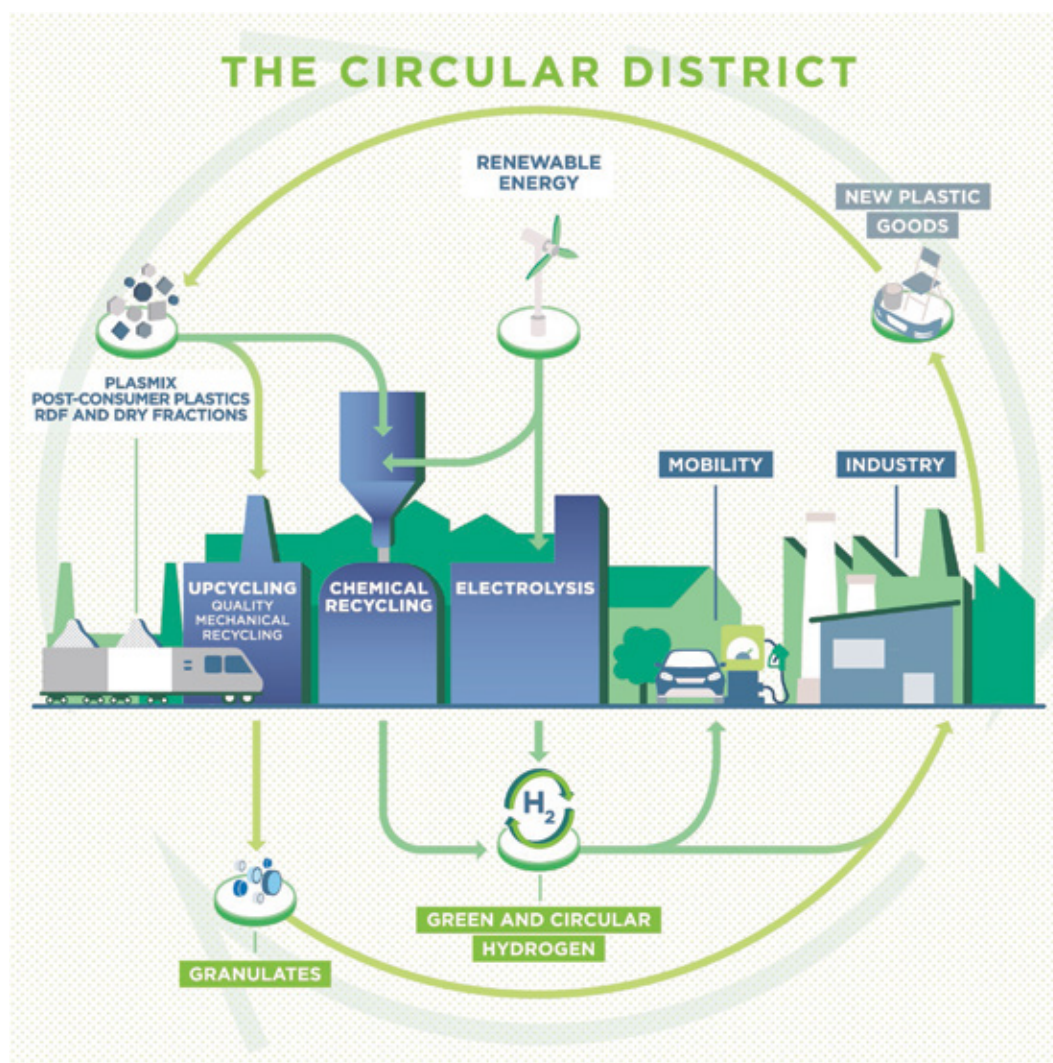 THE CIRCULAR DISTRICT
RENEWABLE
ENERGY
NEW PLASTIC
GOODS
PLASMIX
POST-CONSUMER PLASTICS
RDF AND DRY FRACTIONS
MOBILITY
INDUSTRY
UPCYCLING
QUALITY
MECHANICAL
RECYCLING
CHEMICAL
RECYCLING
ELECTROLYSIS
H2
GREEN AND CIRCULAR
HYDROGEN
GRANULATES